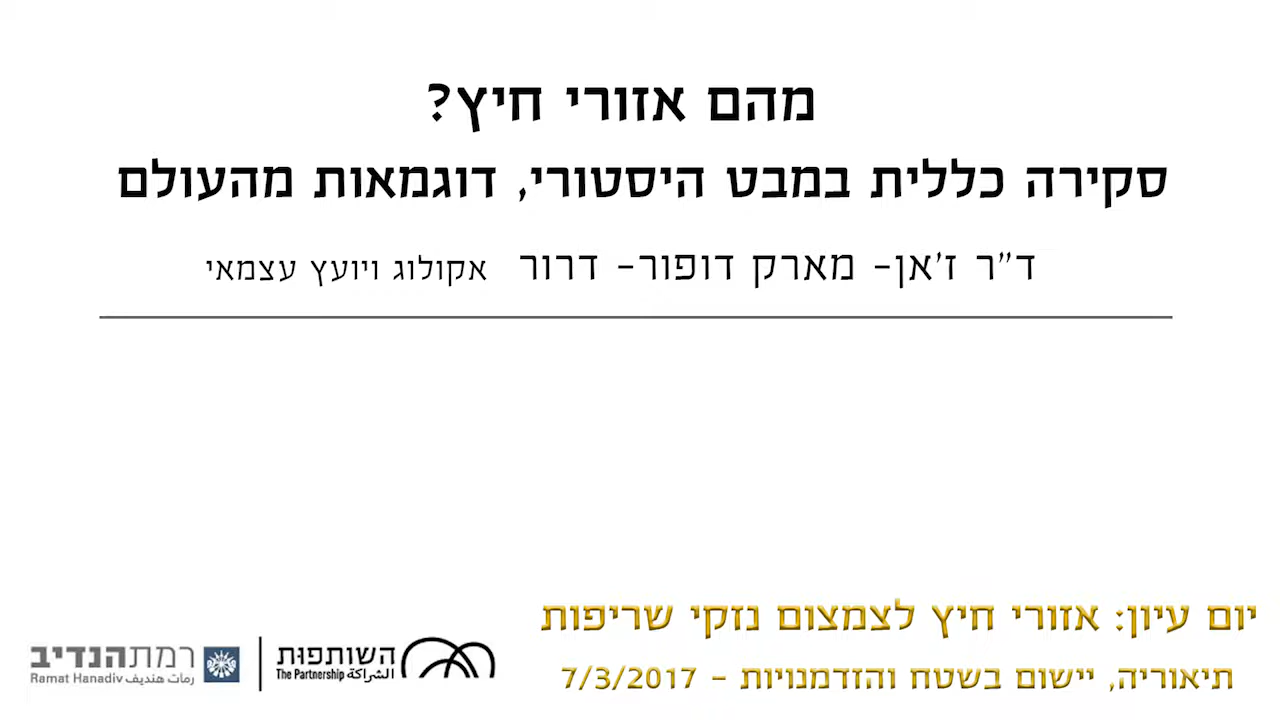 מהם אזורי חיץ?
סקירה כללית במבט היסטורי, דוגמאות מהעולם
ד"ר ז'אן- מארק דופור- דרור אקולוג ויועץ עצמאי
יום עיון: אזורי חיץ לצמצום נזקי שריפות
תיאוריה, יישום בשטח והזדמנויות - 7/3/2017
השותפות
The Partnership الشراكة
רמת הנדיב
Ramat Hanadiv رمات هنديف